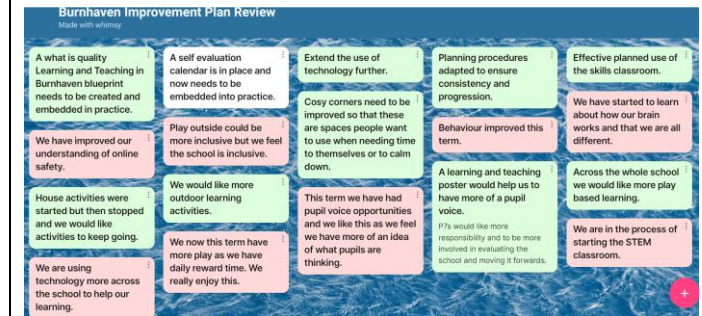 Burnhaven Improvement Plan Review
Made with whimsy
A what is quality
Learning and Teaching in
Burnhaven blueprint
needs to be created and
embedded in practice.
We have improved our
understanding of online
safety.
House activities were
started but then stopped
and we would like
activities to keep going.
We are using
technology more across
the school to help our
learning.
A self evaluation
calendar is in place and
now needs to be
embedded into practice.
Play outside could be
more inclusive but we feel
the school is inclusive.
We would like more
outdoor learning
activities.
We now this term have
more play as we have
daily reward time. We
really enjoy this.
Extend the use of
technology further.
Cosy corners need to be
improved so that these
are spaces people want
to use when needing time
to themselves or to calm
down.
This term we have had
pupil voice opportunities
and we like this as we feel
we have more of an idea
of what pupils are
thinking.
Planning procedures
adapted to ensure
consistency and
progression.
Behaviour improved this
term.
A learning and teaching
poster would help us to
have more of a pupil
voice.
P7s would like more
responsibility and to be more
involved in evaluating the
school and moving it forwards.
Effective planned use of
the skills classroom.
We have started to learn
about how our brain
works and that we are all
different.
Across the whole school
we would like more play
based learning.
We are in the process of
starting the STEM
classroom.
+